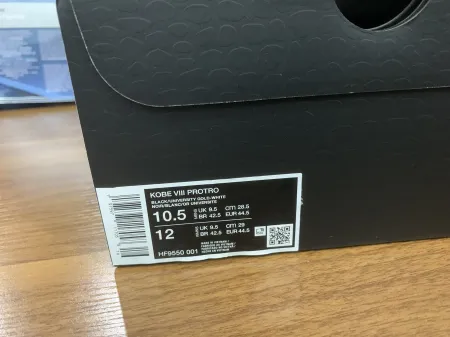 KOBE VIII PROTRO
BLACK/UNIVERSITY GOLD-WHITE
NOIR/BLANC/OR UNIVERSITE
10.5 UK 9.5 CM 28.5
BR 42.5 EUR 44.5
12 UK 9.5 CM 29
BR 42.5 EUR 44.5
HF9550 001